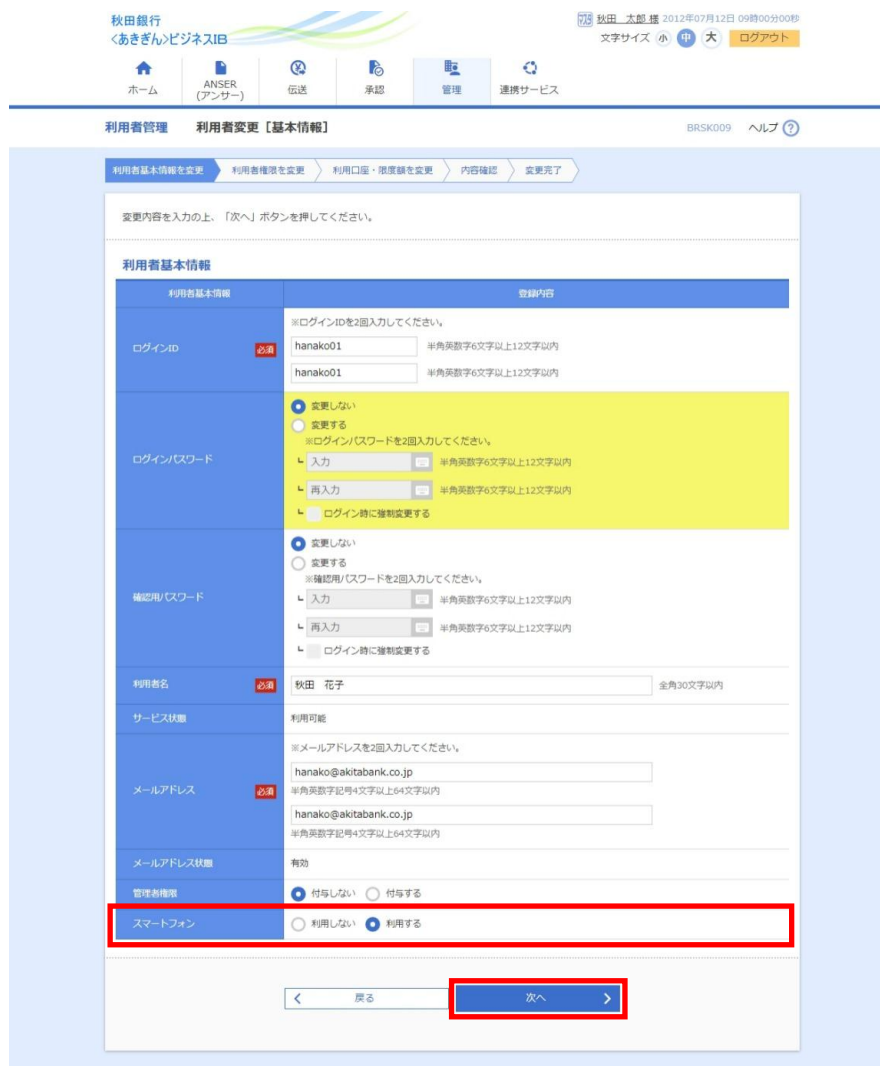 秋田銀行
<あきぎん>ビジネスIB
秋田 太郎 様 2012年07月12日 09時00分00秒
文字サイズ 小 中 大 ログアウト
ホーム
ANSER
(アンサー)
伝送
承認
管理
連携サービス
利用者管理 利用者変更［基本情報］ BRSK009 ヘルプ ?
利用者基本情報を変更 利用者権限を変更 利用口座・限度額を変更 内容確認 変更完了
変更内容を入力の上、「次へ」ボタンを押してください。
利用者基本情報
利用者基本情報 登録内容
ログインID 必須
※ログインIDを2回入力してください。
hanako01 半角英数字6文字以上12文字以内
hanako01 半角英数字6文字以上12文字以内
ログインパスワード
変更しない
変更する
※ログインパスワードを2回入力してください。
入力 半角英数字6文字以上12文字以内
再入力 半角英数字6文字以上12文字以内
ログイン時に強制変更する
確認用パスワード
変更しない
変更する
※確認用パスワードを2回入力してください。
入力 半角英数字6文字以上12文字以内
再入力 半角英数字6文字以上12文字以内
ログイン時に強制変更する
利用者名 必須 秋田 花子 全角30文字以内
サービス状態 利用可能
メールアドレス 必須
※メールアドレスを2回入力してください。
hanako@akitabank.co.jp
半角英数字記号4文字以上64文字以内
hanako@akitabank.co.jp
半角英数字記号4文字以上64文字以内
メールアドレス状態 有効
管理者権限 付与しない 付与する
スマートフォン 利用しない 利用する
戻る 次へ